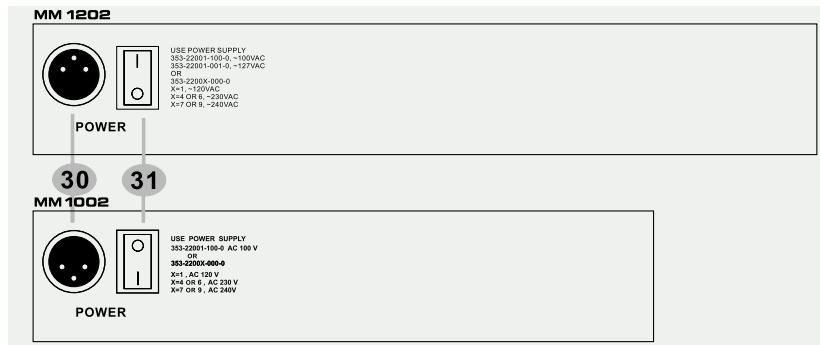 MM 1202
USE POWER SUPPLY
353-22001-100-0, ~100VAC
353-22001-001-0, ~127VAC
OR
353-2200X-000-0
X=1, ~120VAC
X=4 OR 6, ~230VAC
X=7 OR 9, ~240VAC
POWER
30 31
MM 1002
USE POWER SUPPLY
353-22001-100-0 AC 100 V
OR
353-2200X-000-0
X=1 , AC 120 V
X=4 OR 6 , AC 230 V
X=7 OR 9 , AC 240V
POWER